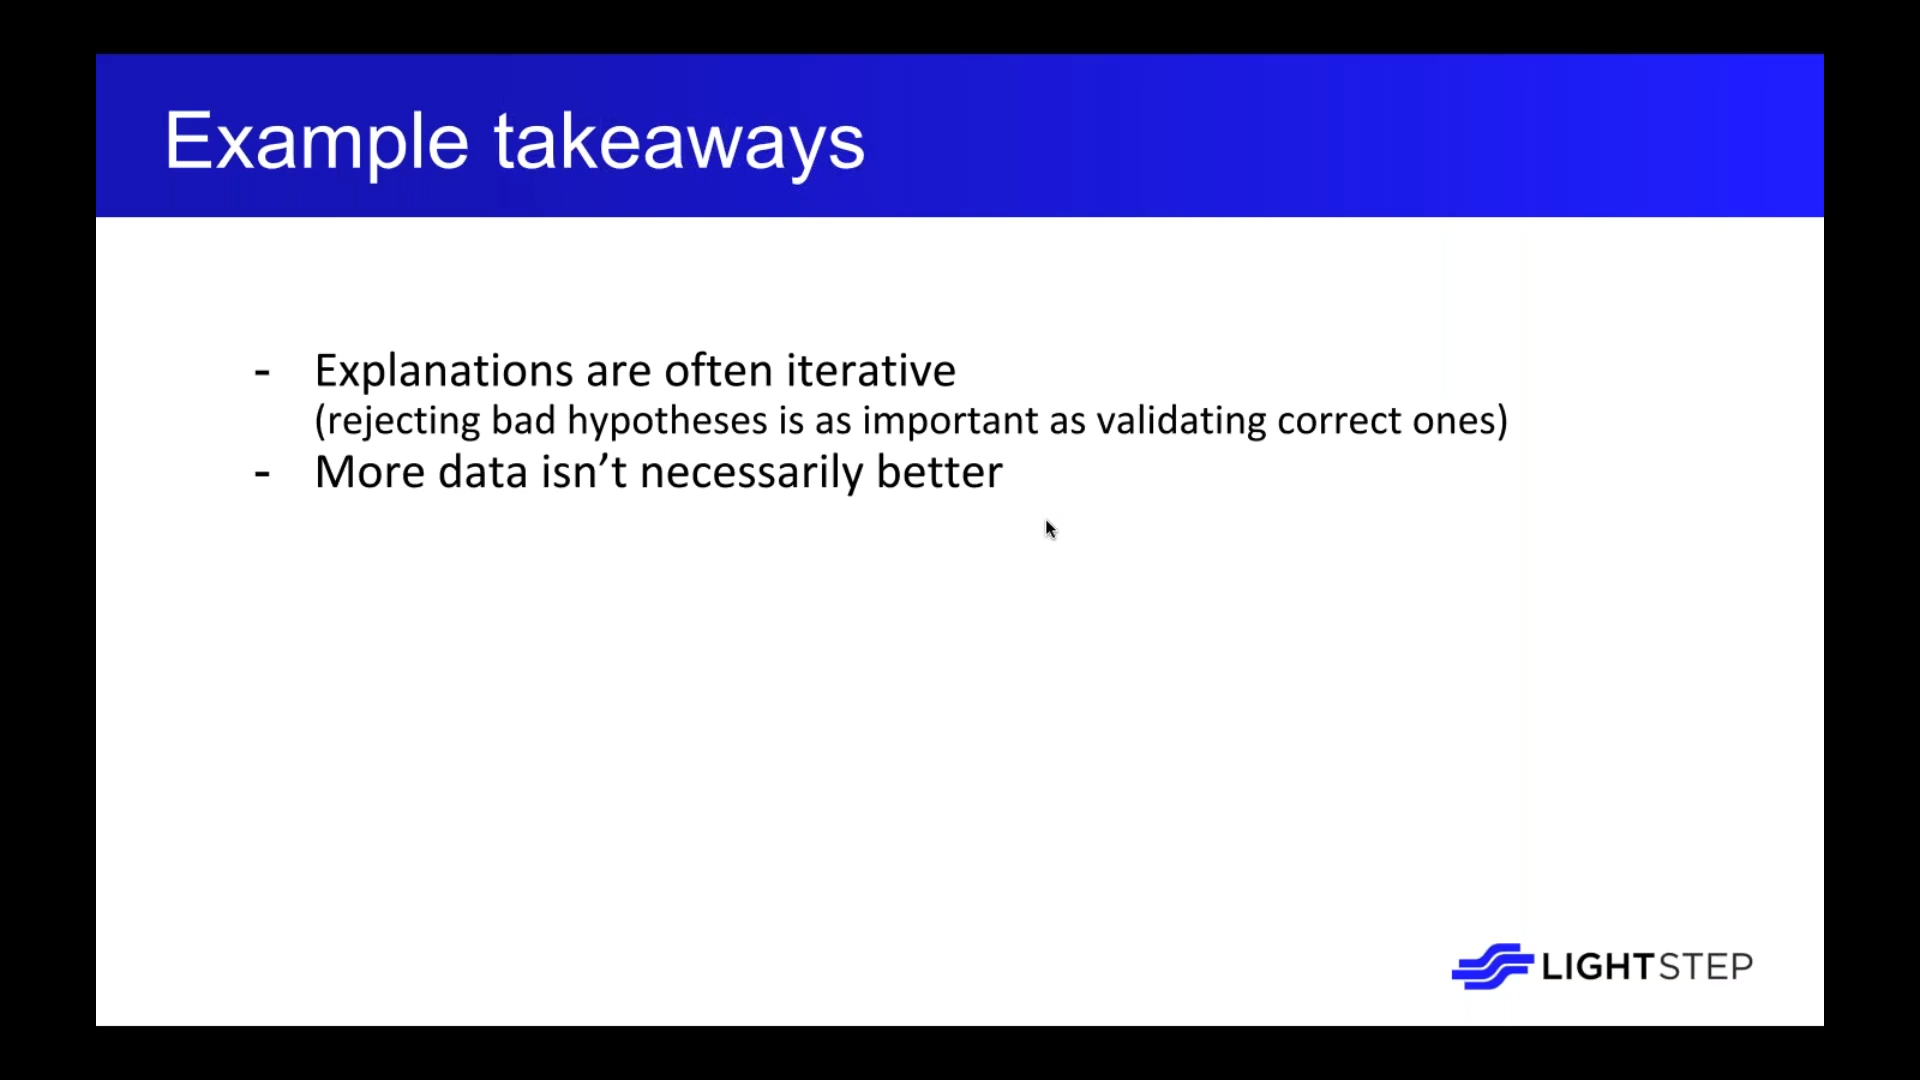 Example takeaways
- Explanations are often iterative
(rejecting bad hypotheses is as important as validating correct ones)
- More data isn’t necessarily better
LIGHTSTEP